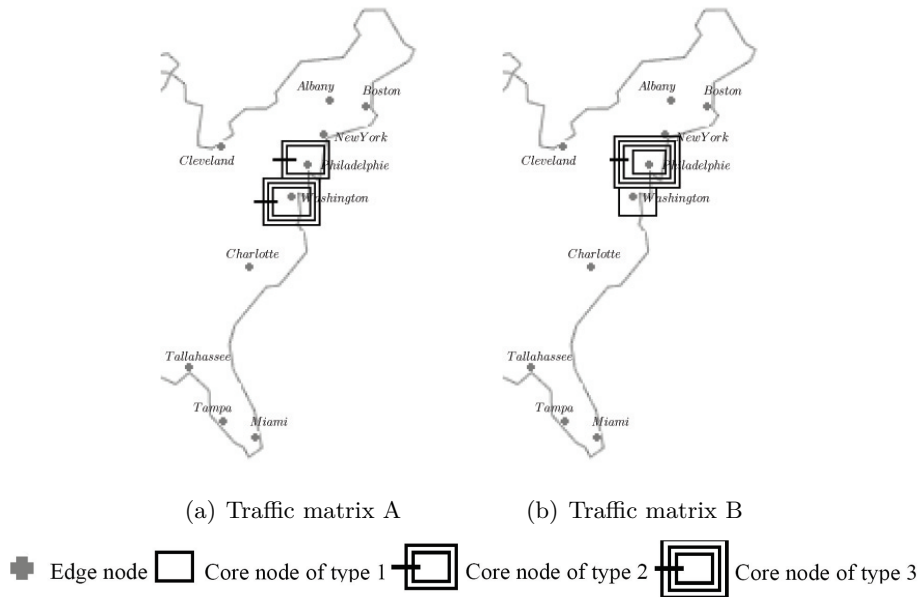 Albany
Boston
NewYork
Cleveland
Philadelphie
Washington
Charlotte
Tallahassee
Tampa
Miami
Albany
Boston
NewYork
Cleveland
Philadelphie
Washington
Charlotte
Tallahassee
Tampa
Miami
(a) Traffic matrix A
(b) Traffic matrix B
Edge node
Core node of type 1
Core node of type 2
Core node of type 3